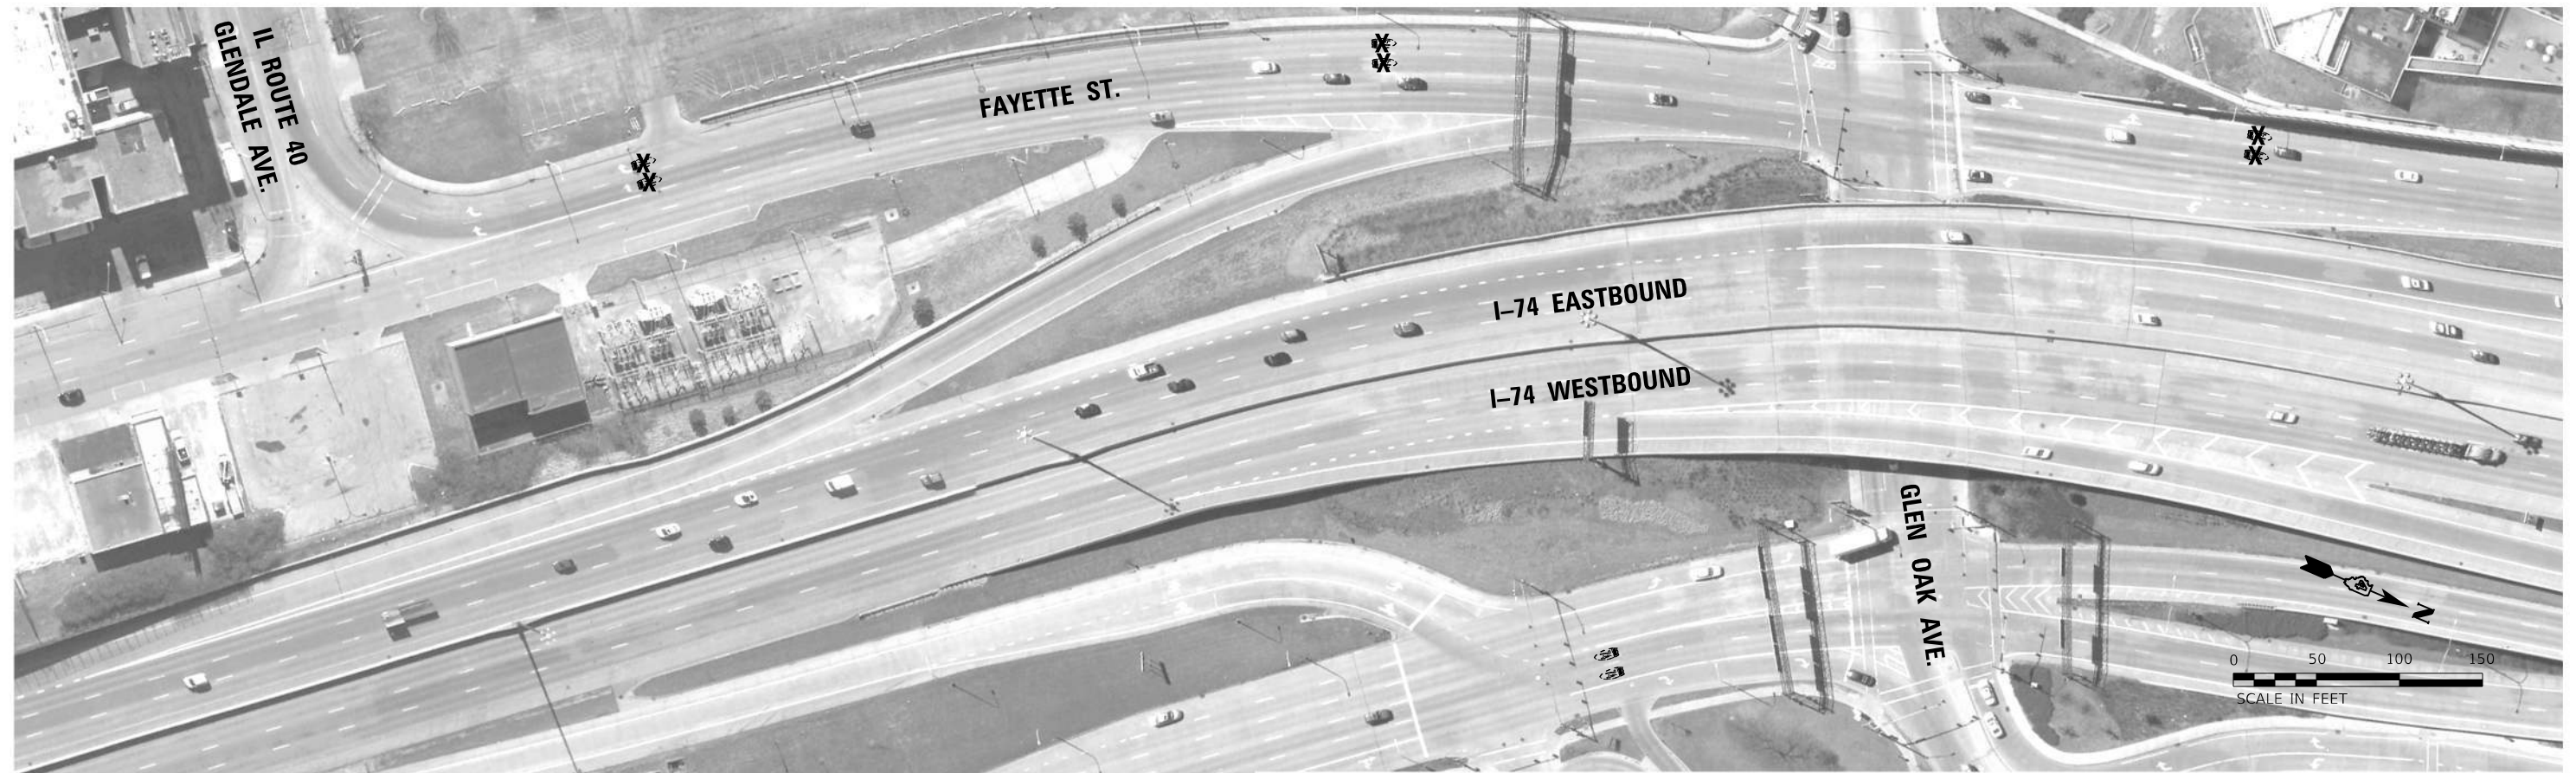 IL ROUTE 40
GLENDALE AVE.
FAYETTE ST.
I-74 EASTBOUND
I-74 WESTBOUND
GLEN OAK AVE.
N
0 50 100 150
SCALE IN FEET
X
X
X
X
X
X